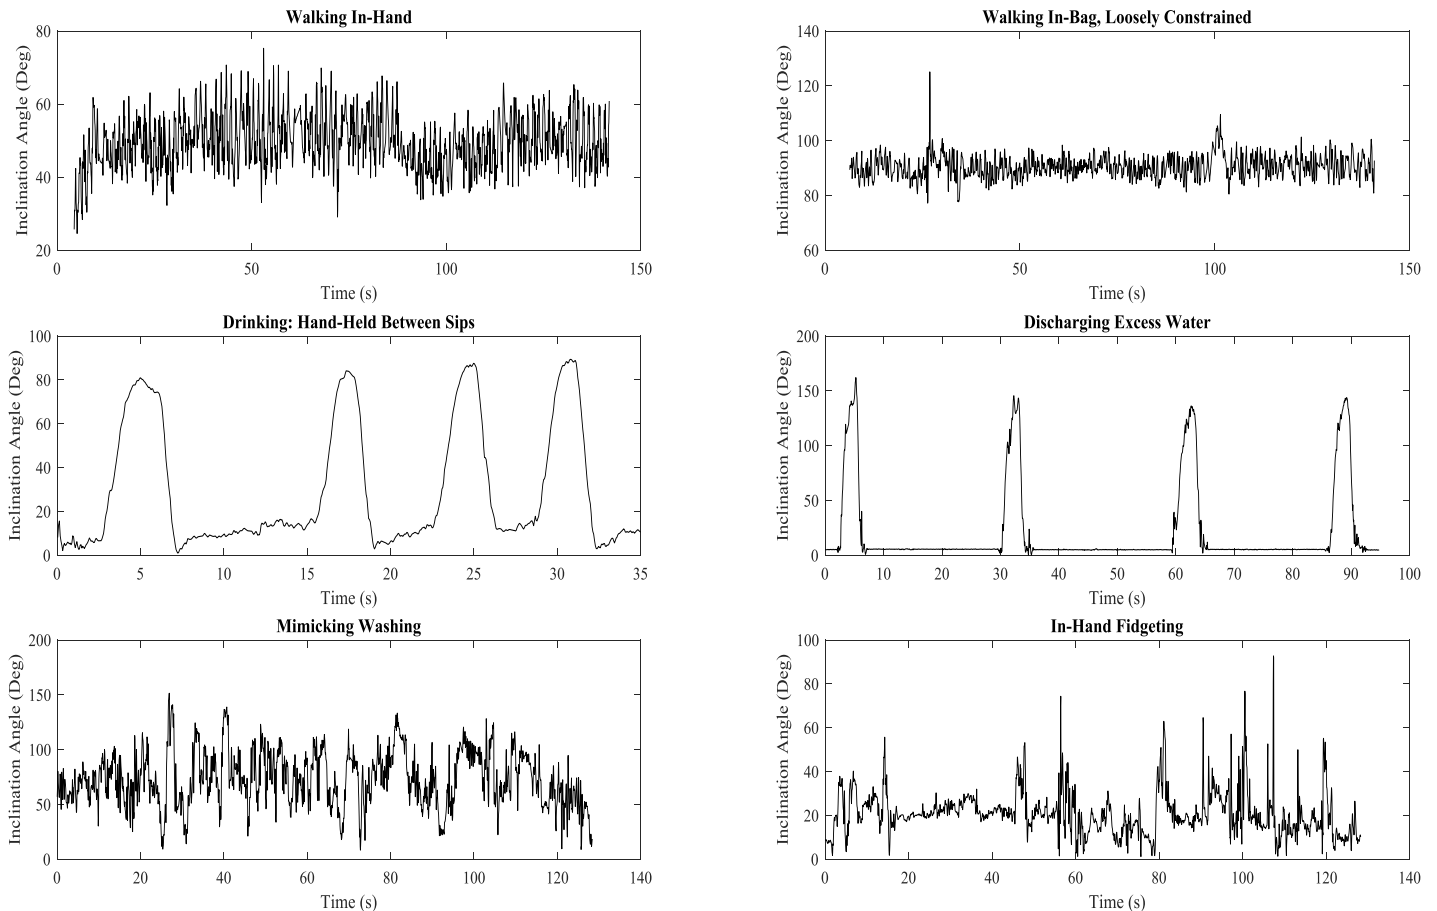 Walking In-Hand
80
60
40
20
0 50 100 150
Inclination Angle (Deg)
Time (s)
Walking In-Bag, Loosely Constrained
140
120
100
80
60
0 50 100 150
Inclination Angle (Deg)
Time (s)
Drinking: Hand-Held Between Sips
100
80
60
40
20
0
0 5 10 15 20 25 30 35
Inclination Angle (Deg)
Time (s)
Discharging Excess Water
200
150
100
50
0
0 10 20 30 40 50 60 70 80 90 100
Inclination Angle (Deg)
Time (s)
Mimicking Washing
200
150
100
50
0
0 20 40 60 80 100 120 140
Inclination Angle (Deg)
Time (s)
In-Hand Fidgeting
100
80
60
40
20
0
0 20 40 60 80 100 120 140
Inclination Angle (Deg)
Time (s)